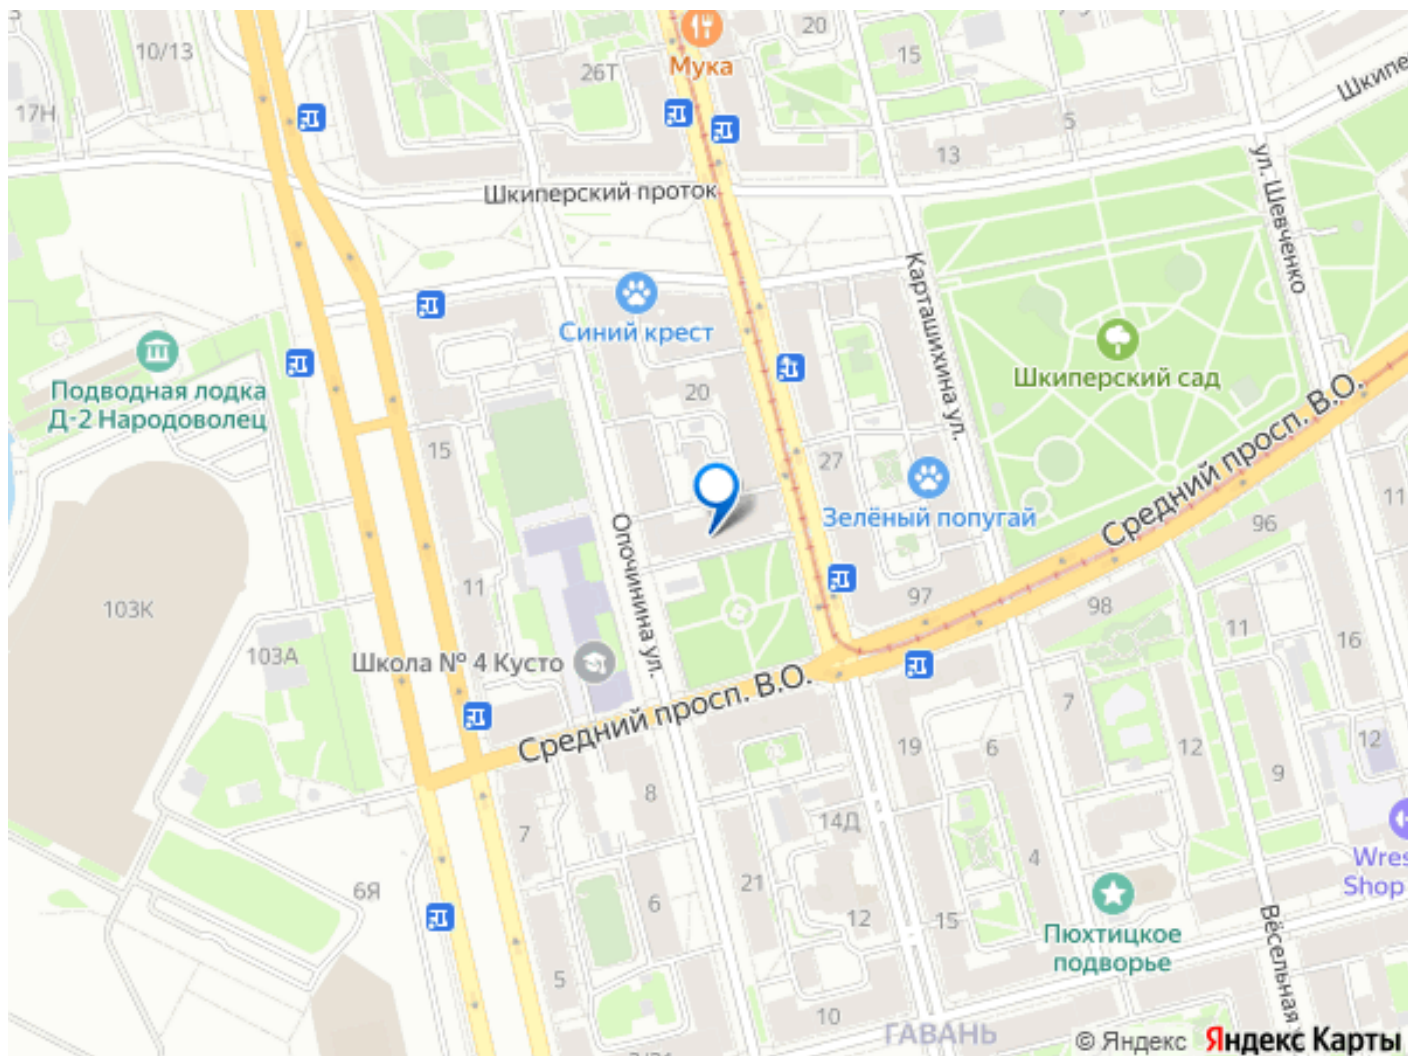 10/13
17Н
26Т
Мука
20
15
5
13
Шкипе
Шкиперский проток
ул. Шевченко
Карташихина ул.
Синий крест
Подводная лодка
Д-2 Народоволец
Шкиперский сад
20
15
27
Зелёный попугай
Средний просп. В.О.
11
96
Опочинина ул.
103К
11
97
98
103А
Школа № 4 Кусто
11
16
Средний просп. В.О.
7
19
6
12
12
9
8
7
14Д
4
Wres
Shop
6Я
21
6
12
15
Пюхтицкое
подворье
Вёсельная
5
10
ГАВАНЬ
© Яндекс Яндекс Карты